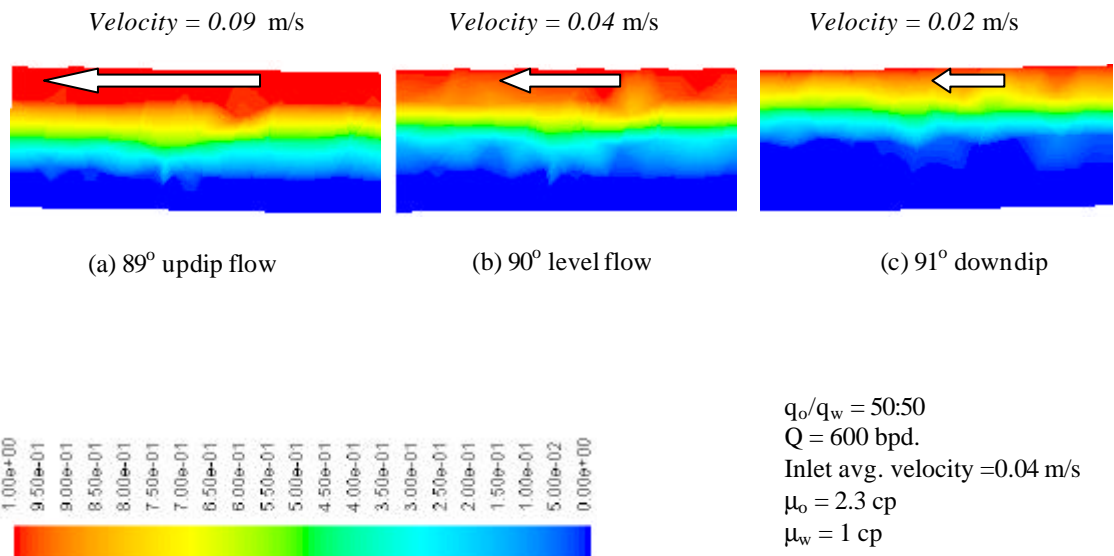 Velocity = 0.09 m/s
Velocity = 0.04 m/s
Velocity = 0.02 m/s
(a) 89° updip flow
(b) 90° level flow
(c) 91° downdip
1.00e+00
9.50e-01
9.00e-01
8.50e-01
8.00e-01
7.50e-01
7.00e-01
6.50e-01
6.00e-01
5.50e-01
5.00e-01
4.50e-01
4.00e-01
3.50e-01
3.00e-01
2.50e-01
2.00e-01
1.50e-01
1.00e-01
5.00e-02
0.00e+00
qₒ/q_w = 50:50
Q = 600 bpd.
Inlet avg. velocity =0.04 m/s
μₒ = 2.3 cp
μ_w = 1 cp